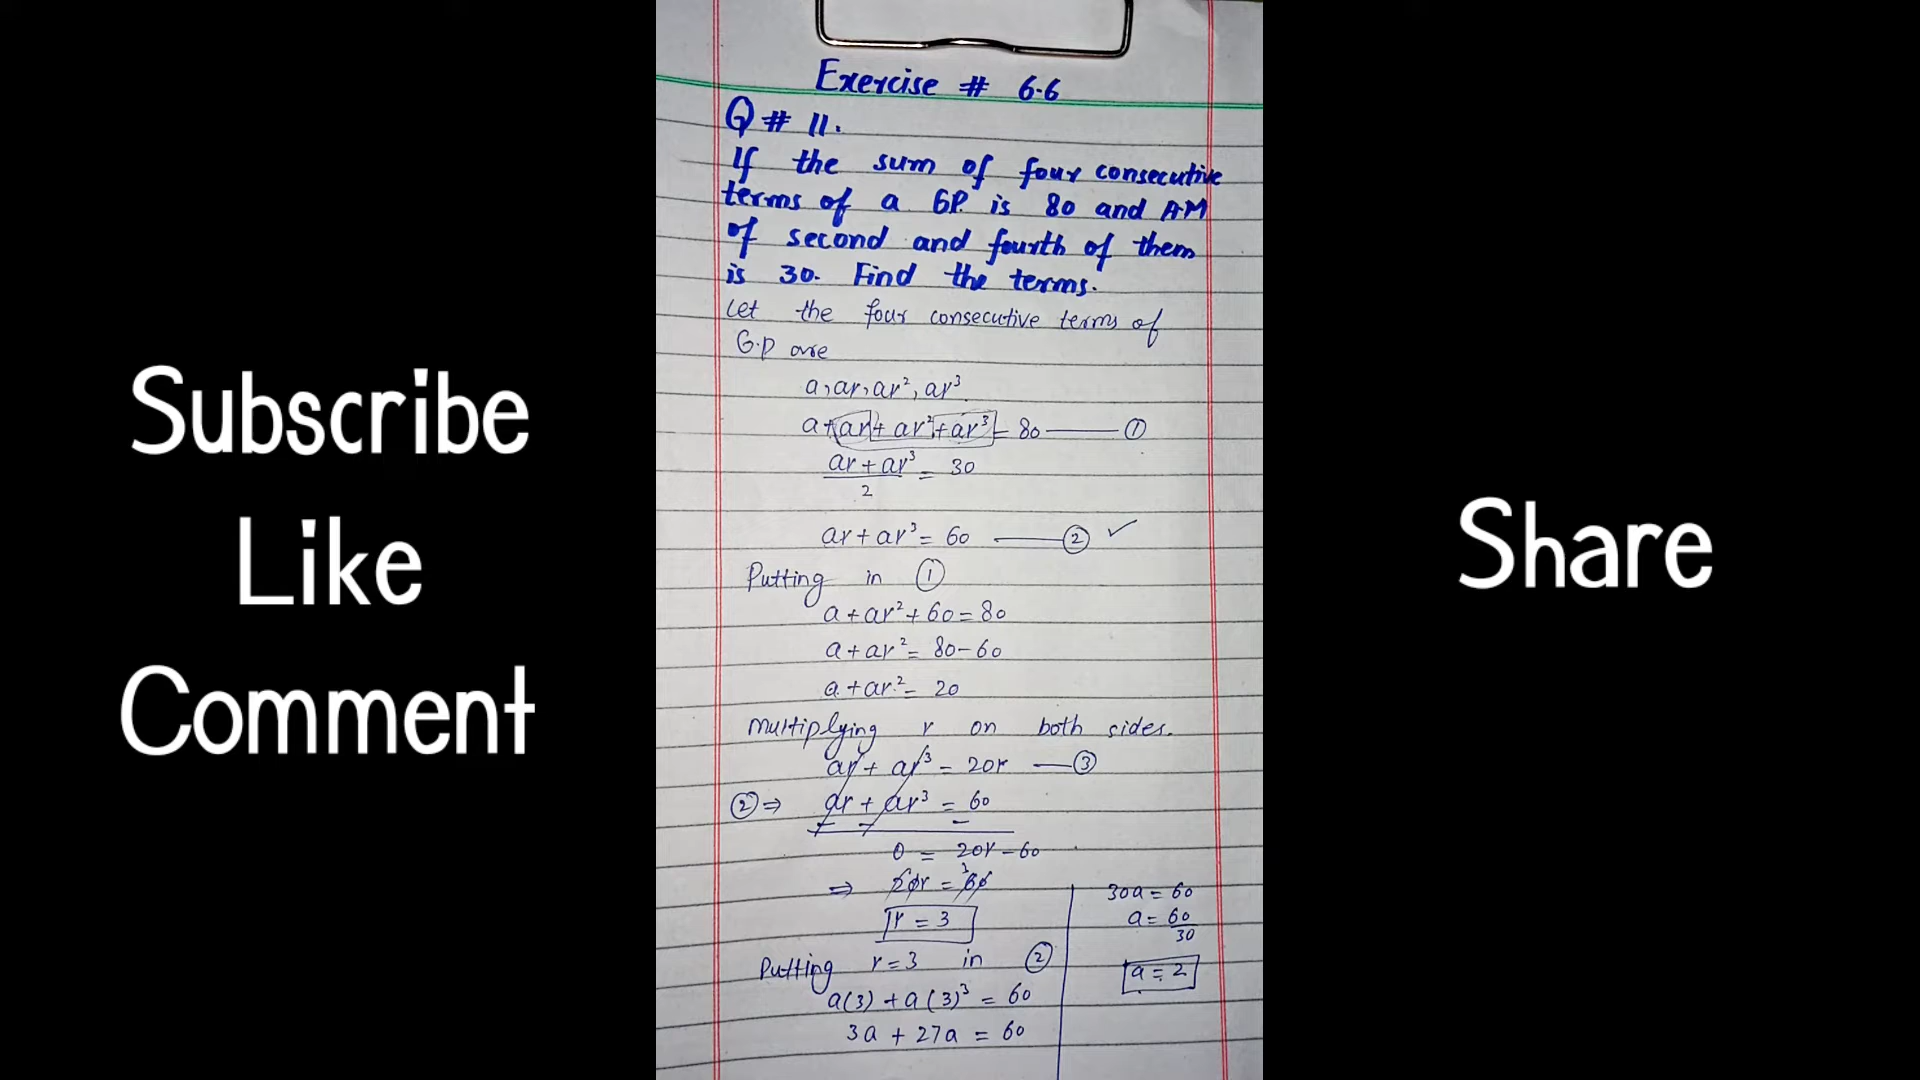 Subscribe
Like
Comment
Exercise # 6.6
Q # 11.
If the sum of four consecutive
terms of a G.P. is 80 and AM
of second and fourth of them
is 30. Find the terms.
Let the four consecutive terms of
G.P are
a, ar, ar², ar³
a + ar + ar² + ar³ = 80 —— ①
ar + ar³ = 30
2
ar + ar³ = 60 —— ② ✓
Putting in ①
a + ar² + 60 = 80
a + ar² = 80 - 60
a + ar² = 20
Multiplying r on both sides.
ar + ar³ = 20r — ③
② ⇒ ar + ar³ = 60
- - -
0 = 20r - 60
⇒ 20r = 60 3
r = 3
Putting r = 3 in ②
a(3) + a(3)³ = 60
3a + 27a = 60
30a = 60
a = 60
30
a = 2
Share